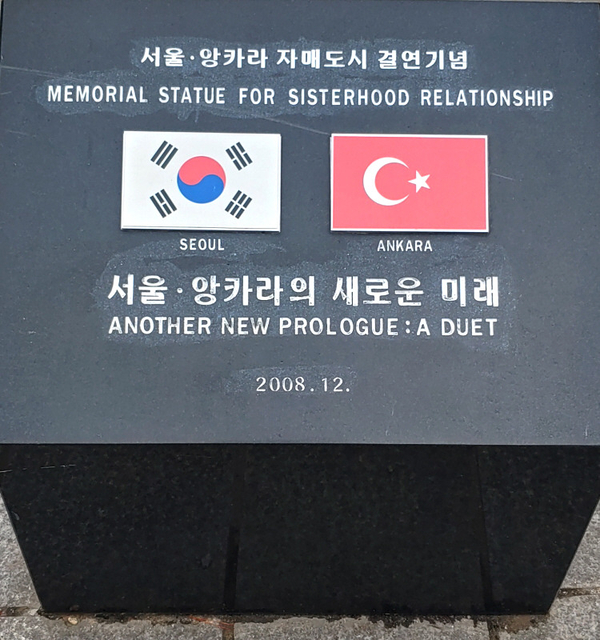 서울·앙카라 자매도시 결연기념
MEMORIAL STATUE FOR SISTERHOOD RELATIONSHIP
SEOUL ANKARA
서울·앙카라의 새로운 미래
ANOTHER NEW PROLOGUE : A DUET
2008.12.